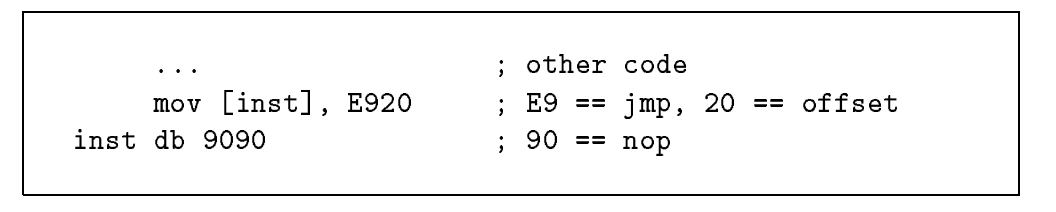 ... ; other code
mov [inst], E920 ; E9 == jmp, 20 == offset
inst db 9090 ; 90 == nop